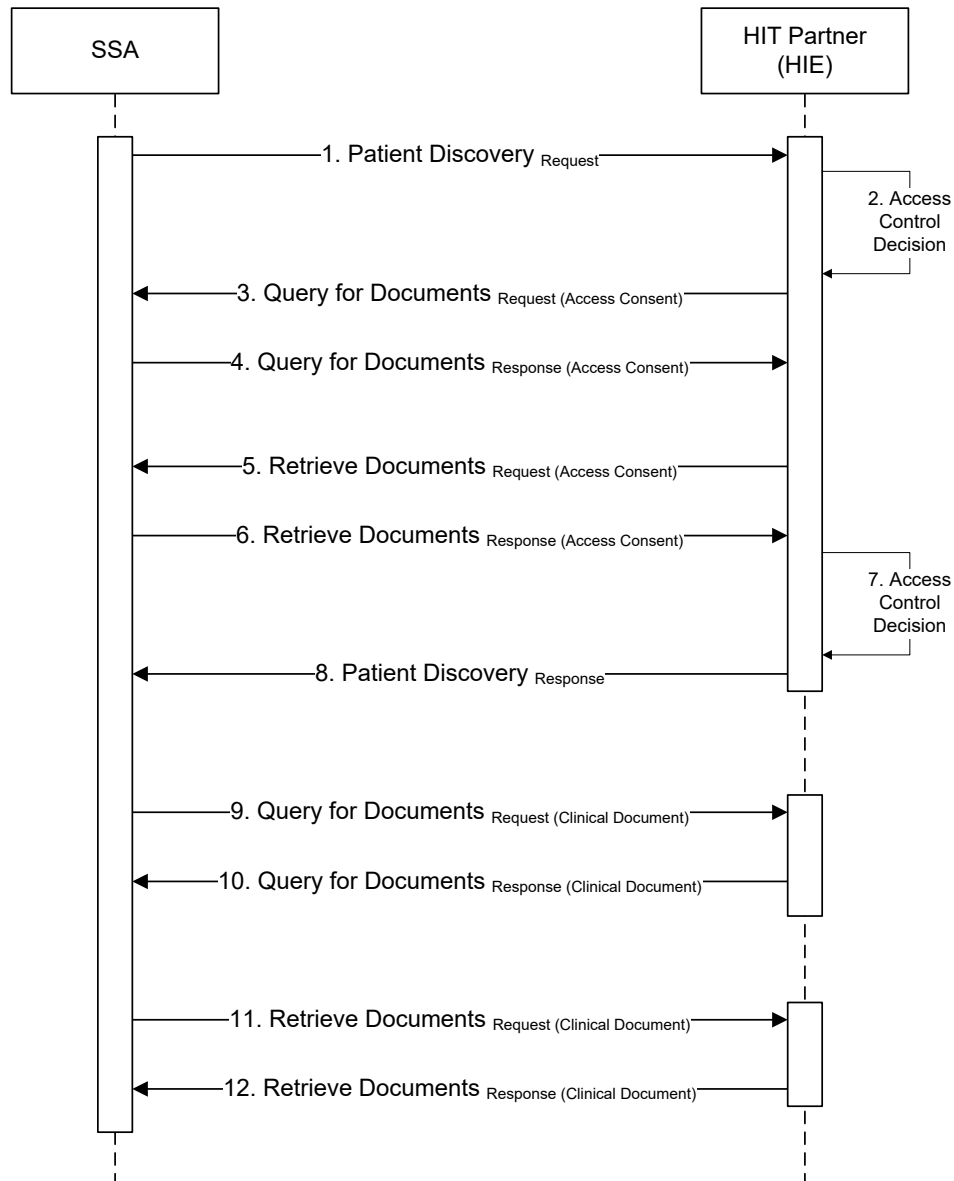 SSA
HIT Partner
(HIE)
1. Patient Discovery Request
2. Access
Control
Decision
3. Query for Documents Request (Access Consent)
4. Query for Documents Response (Access Consent)
5. Retrieve Documents Request (Access Consent)
6. Retrieve Documents Response (Access Consent)
7. Access
Control
Decision
8. Patient Discovery Response
9. Query for Documents Request (Clinical Document)
10. Query for Documents Response (Clinical Document)
11. Retrieve Documents Request (Clinical Document)
12. Retrieve Documents Response (Clinical Document)